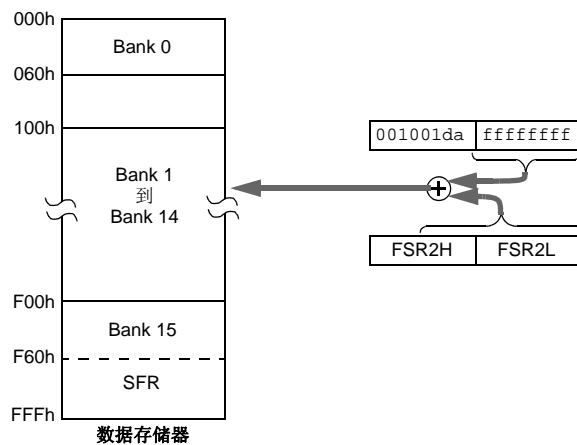 000h
Bank 0
060h
100h
001001da ffffffff
Bank 1
到
Bank 14
FSR2H FSR2L
F00h
Bank 15
F60h
SFR
FFFh
数据存储器